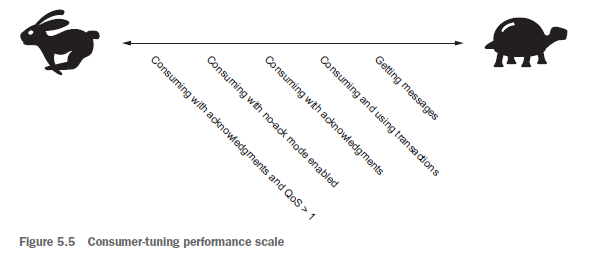 Consuming with acknowledgments and QoS > 1
Consuming with no-ack mode enabled
Consuming with acknowledgments
Consuming and using transactions
Getting messages
Figure 5.5 Consumer-tuning performance scale